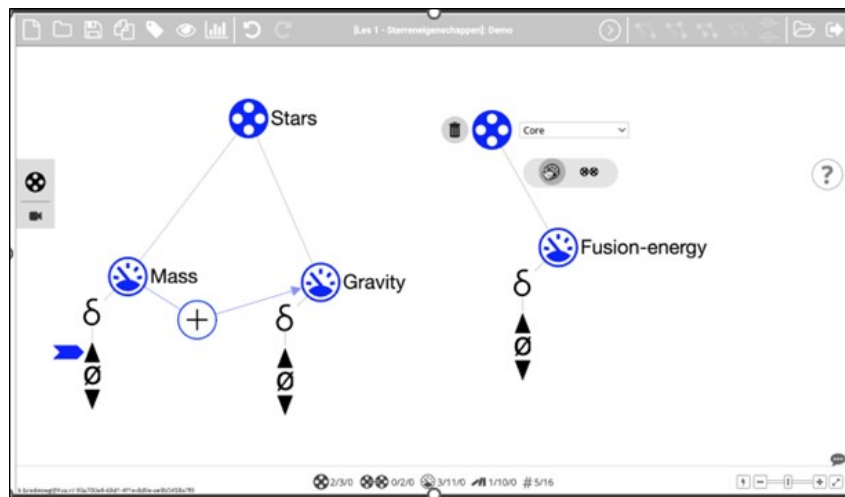 [Les 1 - Sterreneigenschappen]: Demo
Stars
Core
?
Mass
Gravity
Fusion-energy
+
δ
δ
δ
Ø
Ø
Ø
2/3/0 0/2/0 3/11/0 1/10/0 # 5/16